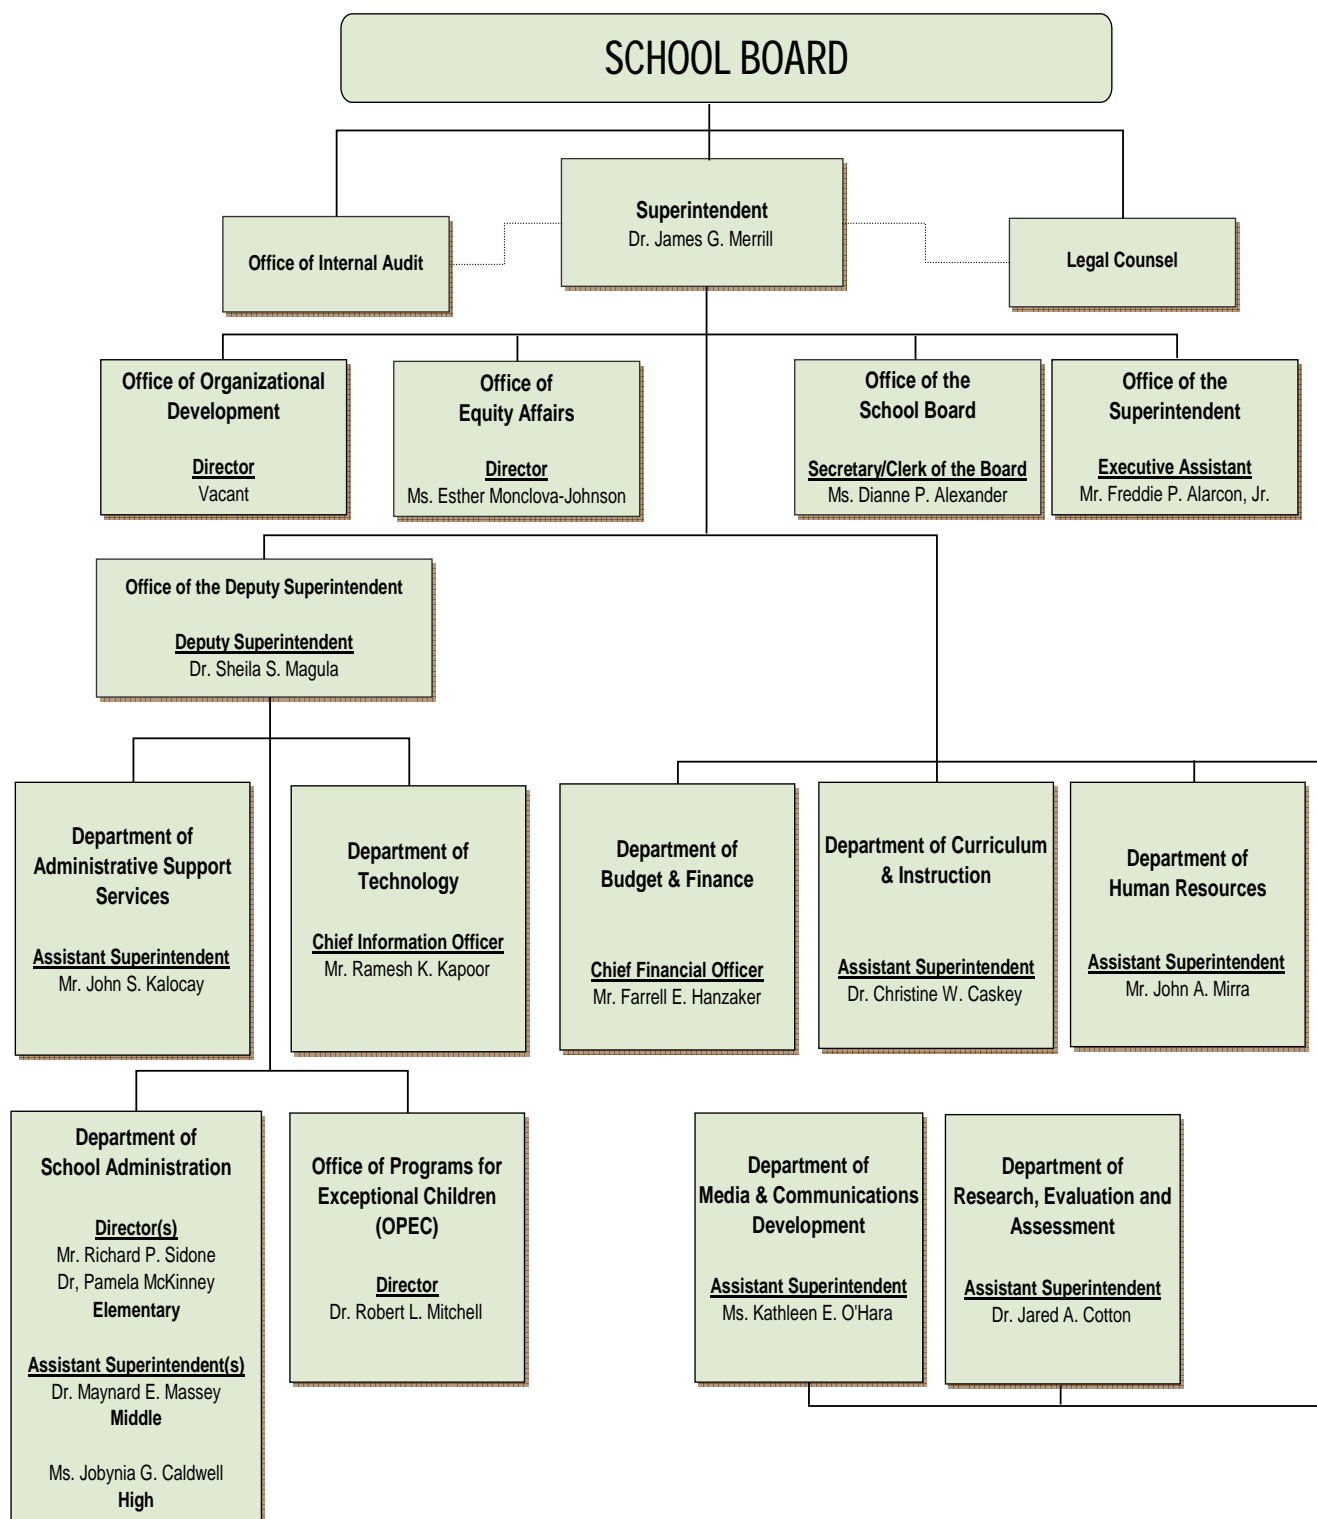 SCHOOL BOARD
Superintendent
Dr. James G. Merrill
Office of Internal Audit
Legal Counsel
Office of Organizational
Development
Director
Vacant
Office of
Equity Affairs
Director
Ms. Esther Monclova-Johnson
Office of the
School Board
Secretary/Clerk of the Board
Ms. Dianne P. Alexander
Office of the
Superintendent
Executive Assistant
Mr. Freddie P. Alarcon, Jr.
Office of the Deputy Superintendent
Deputy Superintendent
Dr. Sheila S. Magula
Department of
Administrative Support
Services
Assistant Superintendent
Mr. John S. Kalocay
Department of
Technology
Chief Information Officer
Mr. Ramesh K. Kapoor
Department of
Budget & Finance
Chief Financial Officer
Mr. Farrell E. Hanzaker
Department of Curriculum
& Instruction
Assistant Superintendent
Dr. Christine W. Caskey
Department of
Human Resources
Assistant Superintendent
Mr. John A. Mirra
Department of
School Administration
Director(s)
Mr. Richard P. Sidone
Dr, Pamela McKinney
Elementary
Assistant Superintendent(s)
Dr. Maynard E. Massey
Middle
Ms. Jobynia G. Caldwell
High
Office of Programs for
Exceptional Children
(OPEC)
Director
Dr. Robert L. Mitchell
Department of
Media & Communications
Development
Assistant Superintendent
Ms. Kathleen E. O'Hara
Department of
Research, Evaluation and
Assessment
Assistant Superintendent
Dr. Jared A. Cotton